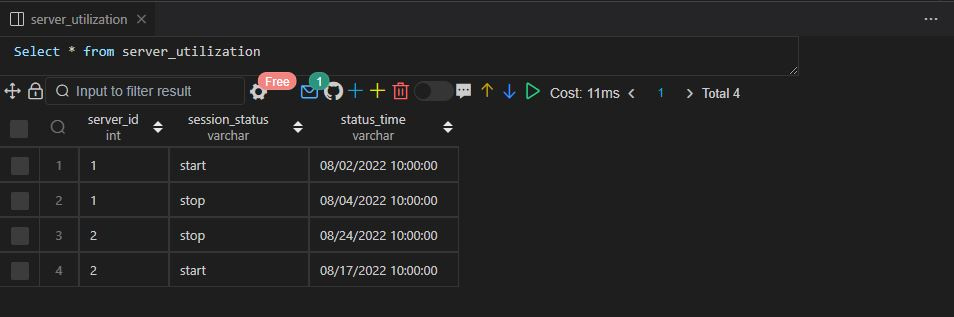 server_utilization
Select * from server_utilization
Free
1
Input to filter result
Cost: 11ms
1
Total 4
server_id session_status status_time
int varchar varchar
1 1 start 08/02/2022 10:00:00
2 1 stop 08/04/2022 10:00:00
3 2 stop 08/24/2022 10:00:00
4 2 start 08/17/2022 10:00:00